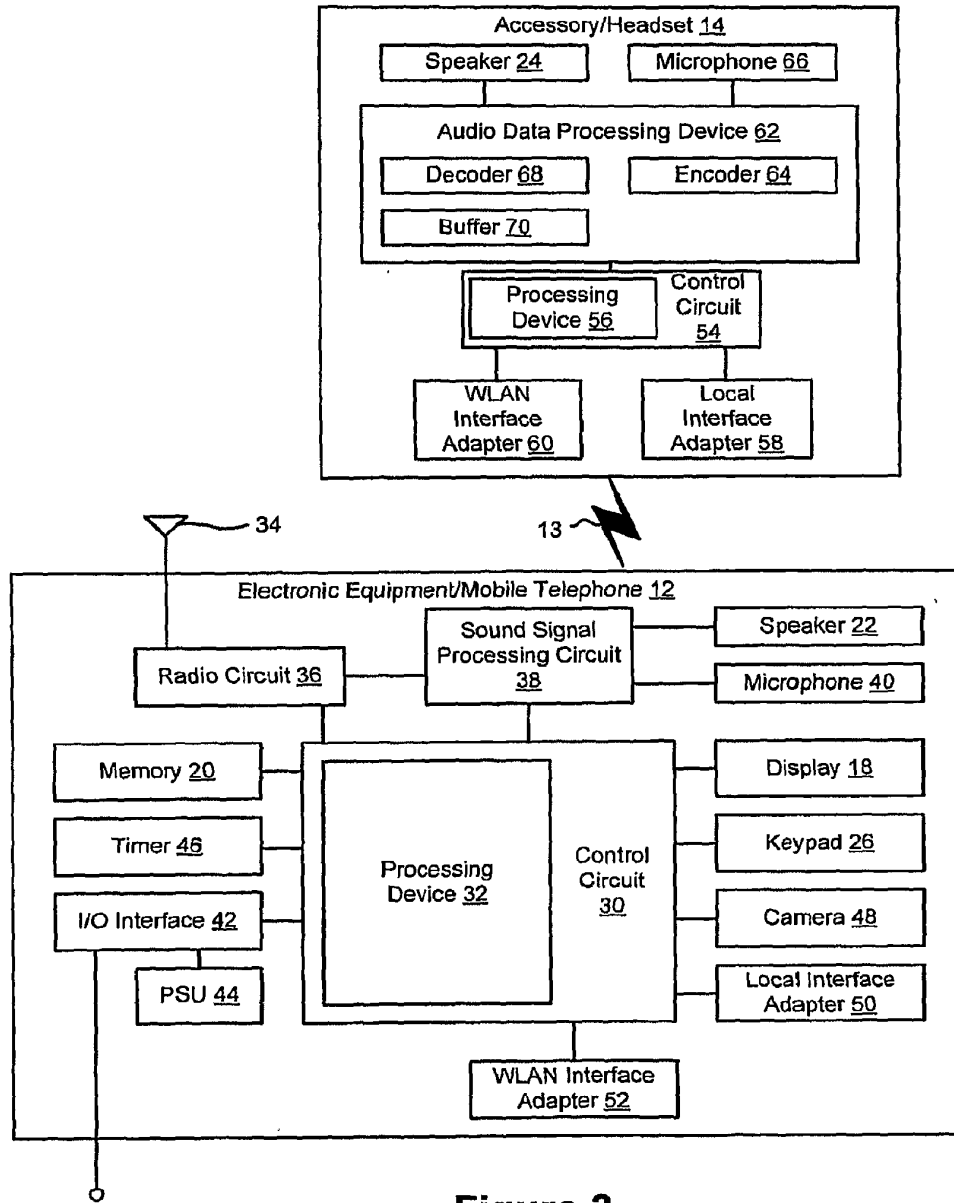 Accessory/Headset 14
Speaker 24
Microphone 66
Audio Data Processing Device 62
Decoder 68
Encoder 64
Buffer 70
Processing
Device 56
Control
Circuit
54
WLAN
Interface
Adapter 60
Local
Interface
Adapter 58
34
13
Electronic Equipment/Mobile Telephone 12
Radio Circuit 36
Sound Signal
Processing Circuit
38
Speaker 22
Microphone 40
Memory 20
Timer 46
I/O Interface 42
PSU 44
Processing
Device 32
Control
Circuit
30
Display 18
Keypad 26
Camera 48
Local Interface
Adapter 50
WLAN Interface
Adapter 52